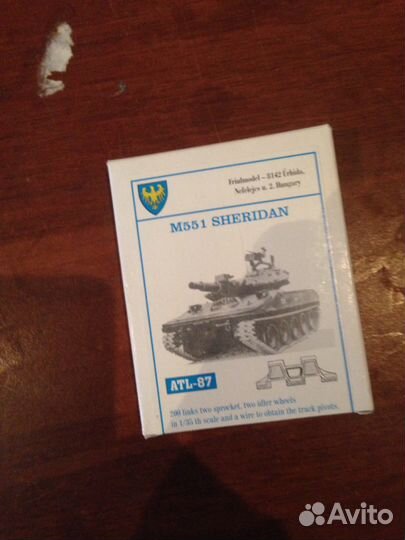 Friulmodel - 8142 Úrhida,
Nefelejcs u. 2. Hungary
M551 SHERIDAN
ATL-87
200 links two sprocket, two idler wheels
in 1/35 th scale and a wire to obtain the track pivots.
Avito